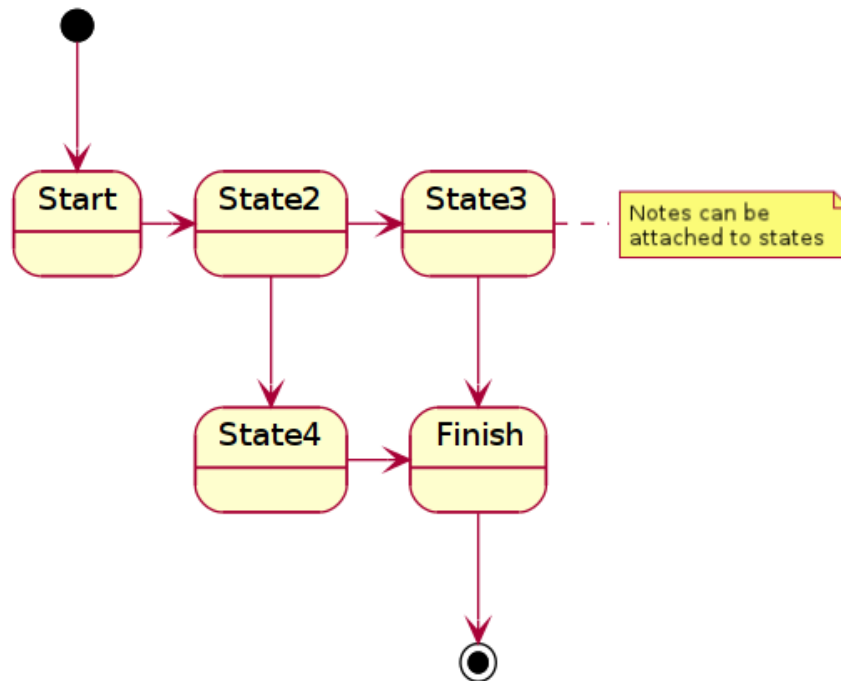 Start
State2
State3
Notes can be
attached to states
State4
Finish